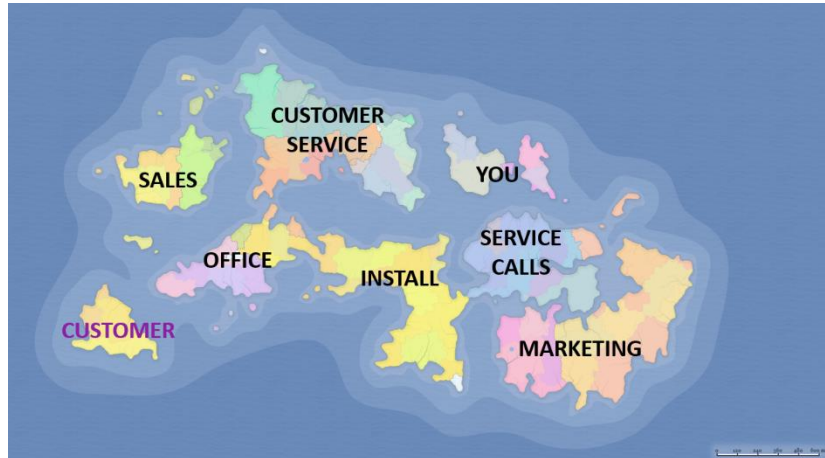 CUSTOMER
SERVICE
YOU
SALES
SERVICE
CALLS
OFFICE
INSTALL
CUSTOMER
MARKETING